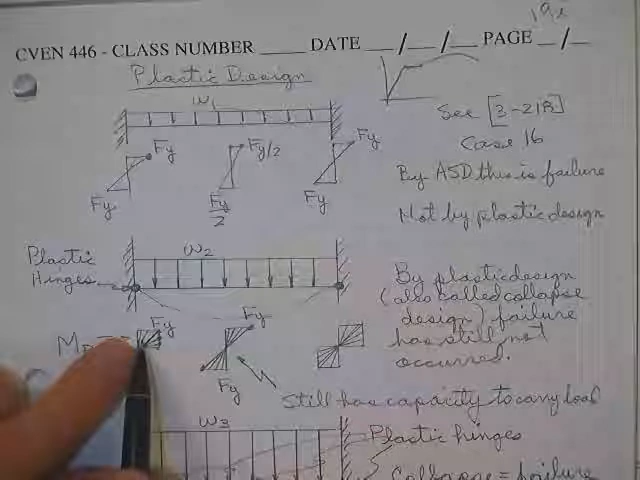 192
CVEN 446 - CLASS NUMBER ____ DATE __/__/__ PAGE __/__
Plastic Design
w1
See [3-218]
Case 16
Fy Fy/2 Fy
Fy Fy/2 Fy
By ASD this is failure
Not by plastic design
w2
Plastic
Hinges
By plastic design
(also called collapse
design) failure
has still not
occurred.
Fy Fy
Fy
Still has capacity to carry load
w3
Plastic hinges
Collapse = failure